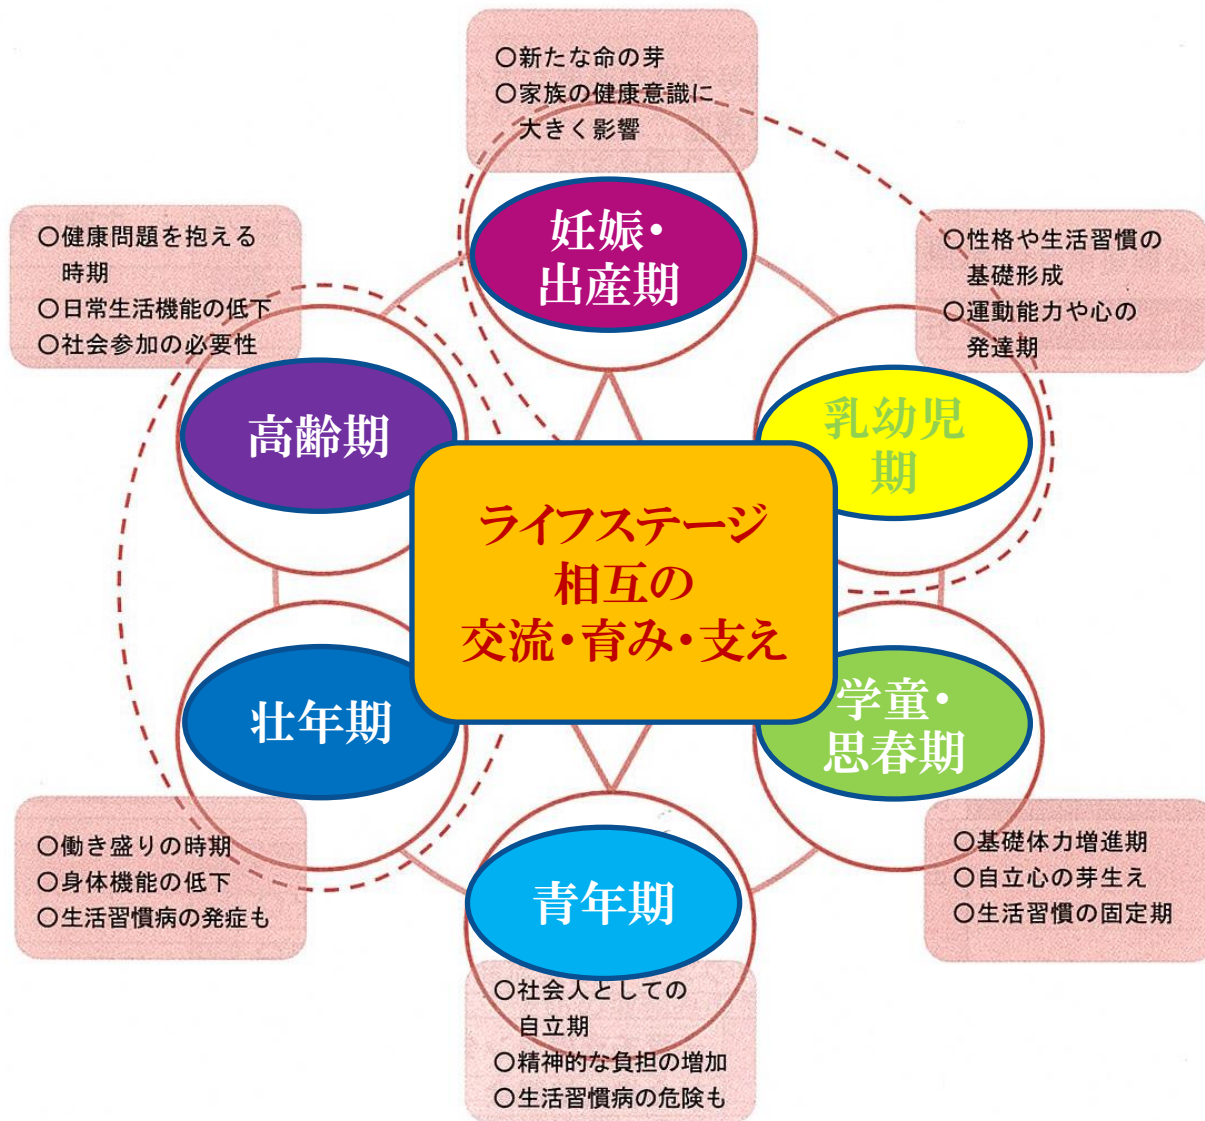 ○新たな命の芽
○家族の健康意識に
大きく影響
妊娠・
出産期
○性格や生活習慣の
基礎形成
○運動能力や心の
発達期
乳幼児
期
学童・
思春期
○基礎体力増進期
○自立心の芽生え
○生活習慣の固定期
青年期
○社会人としての
自立期
○精神的な負担の増加
○生活習慣病の危険も
壮年期
○働き盛りの時期
○身体機能の低下
○生活習慣病の発症も
○健康問題を抱える
時期
○日常生活機能の低下
○社会参加の必要性
高齢期
ライフステージ
相互の
交流・育み・支え